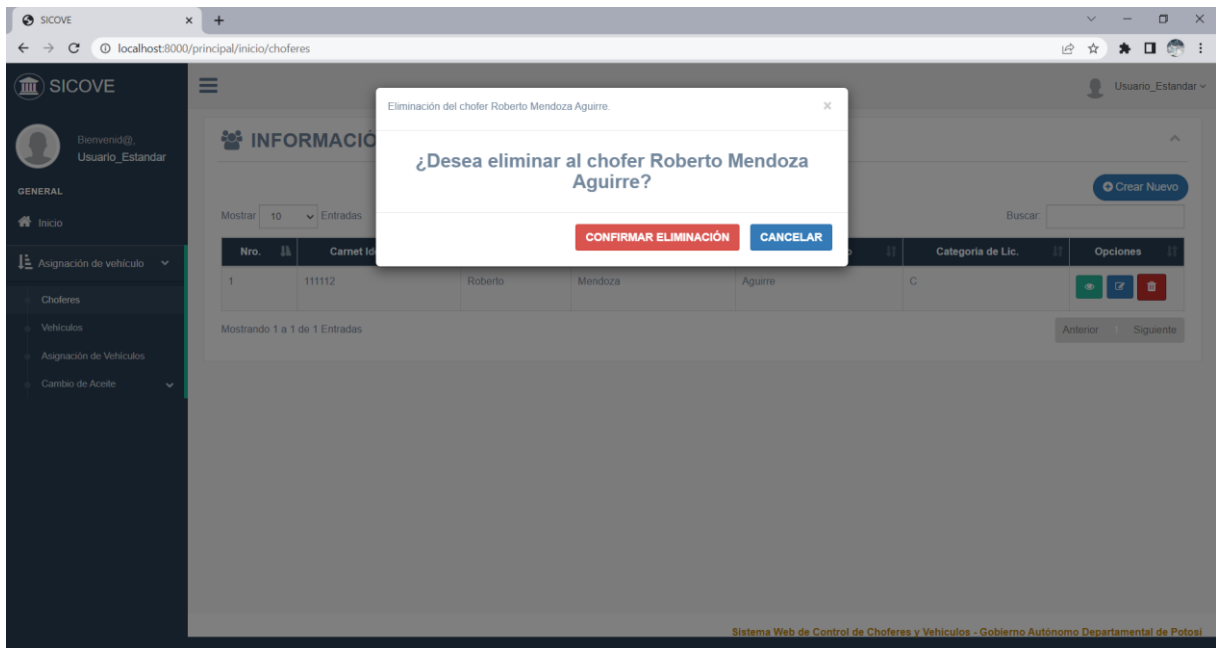 SICOVE
localhost:8000/principal/inicio/choferes
SICOVE
Usuario_Estandar
Bienvenid@,
Usuario_Estandar
GENERAL
Inicio
Asignación de vehículo
Choferes
Vehículos
Asignación de Vehículos
Cambio de Aceite
Eliminación del chofer Roberto Mendoza Aguirre.
×
¿Desea eliminar al chofer Roberto Mendoza
Aguirre?
CONFIRMAR ELIMINACIÓN CANCELAR
INFORMACIÓ
Crear Nuevo
Mostrar 10 Entradas Buscar:
Nro. Carnet Id Categoria de Lic. Opciones
1 111112 Roberto Mendoza Aguirre C
Mostrando 1 a 1 de 1 Entradas Anterior 1 Siguiente
Sistema Web de Control de Choferes y Vehículos - Gobierno Autónomo Departamental de Potosí